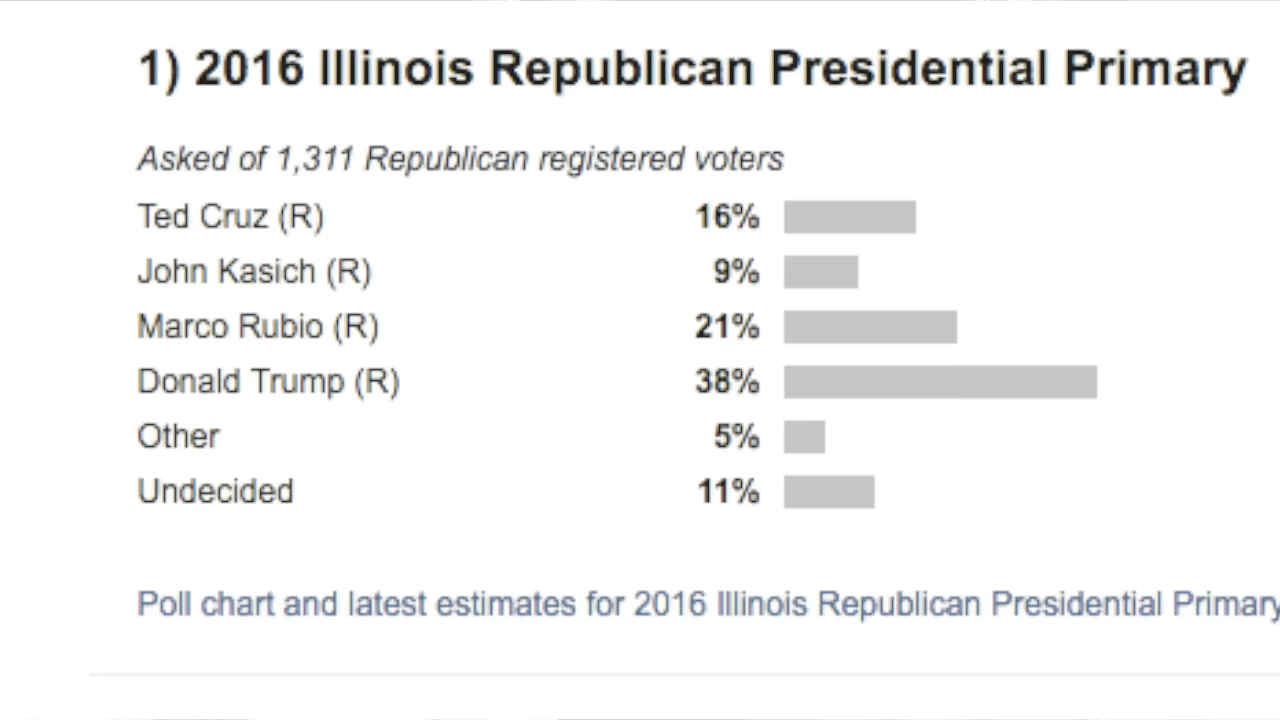 1) 2016 Illinois Republican Presidential Primary
Asked of 1,311 Republican registered voters
Ted Cruz (R) 16%
John Kasich (R) 9%
Marco Rubio (R) 21%
Donald Trump (R) 38%
Other 5%
Undecided 11%
Poll chart and latest estimates for 2016 Illinois Republican Presidential Primary